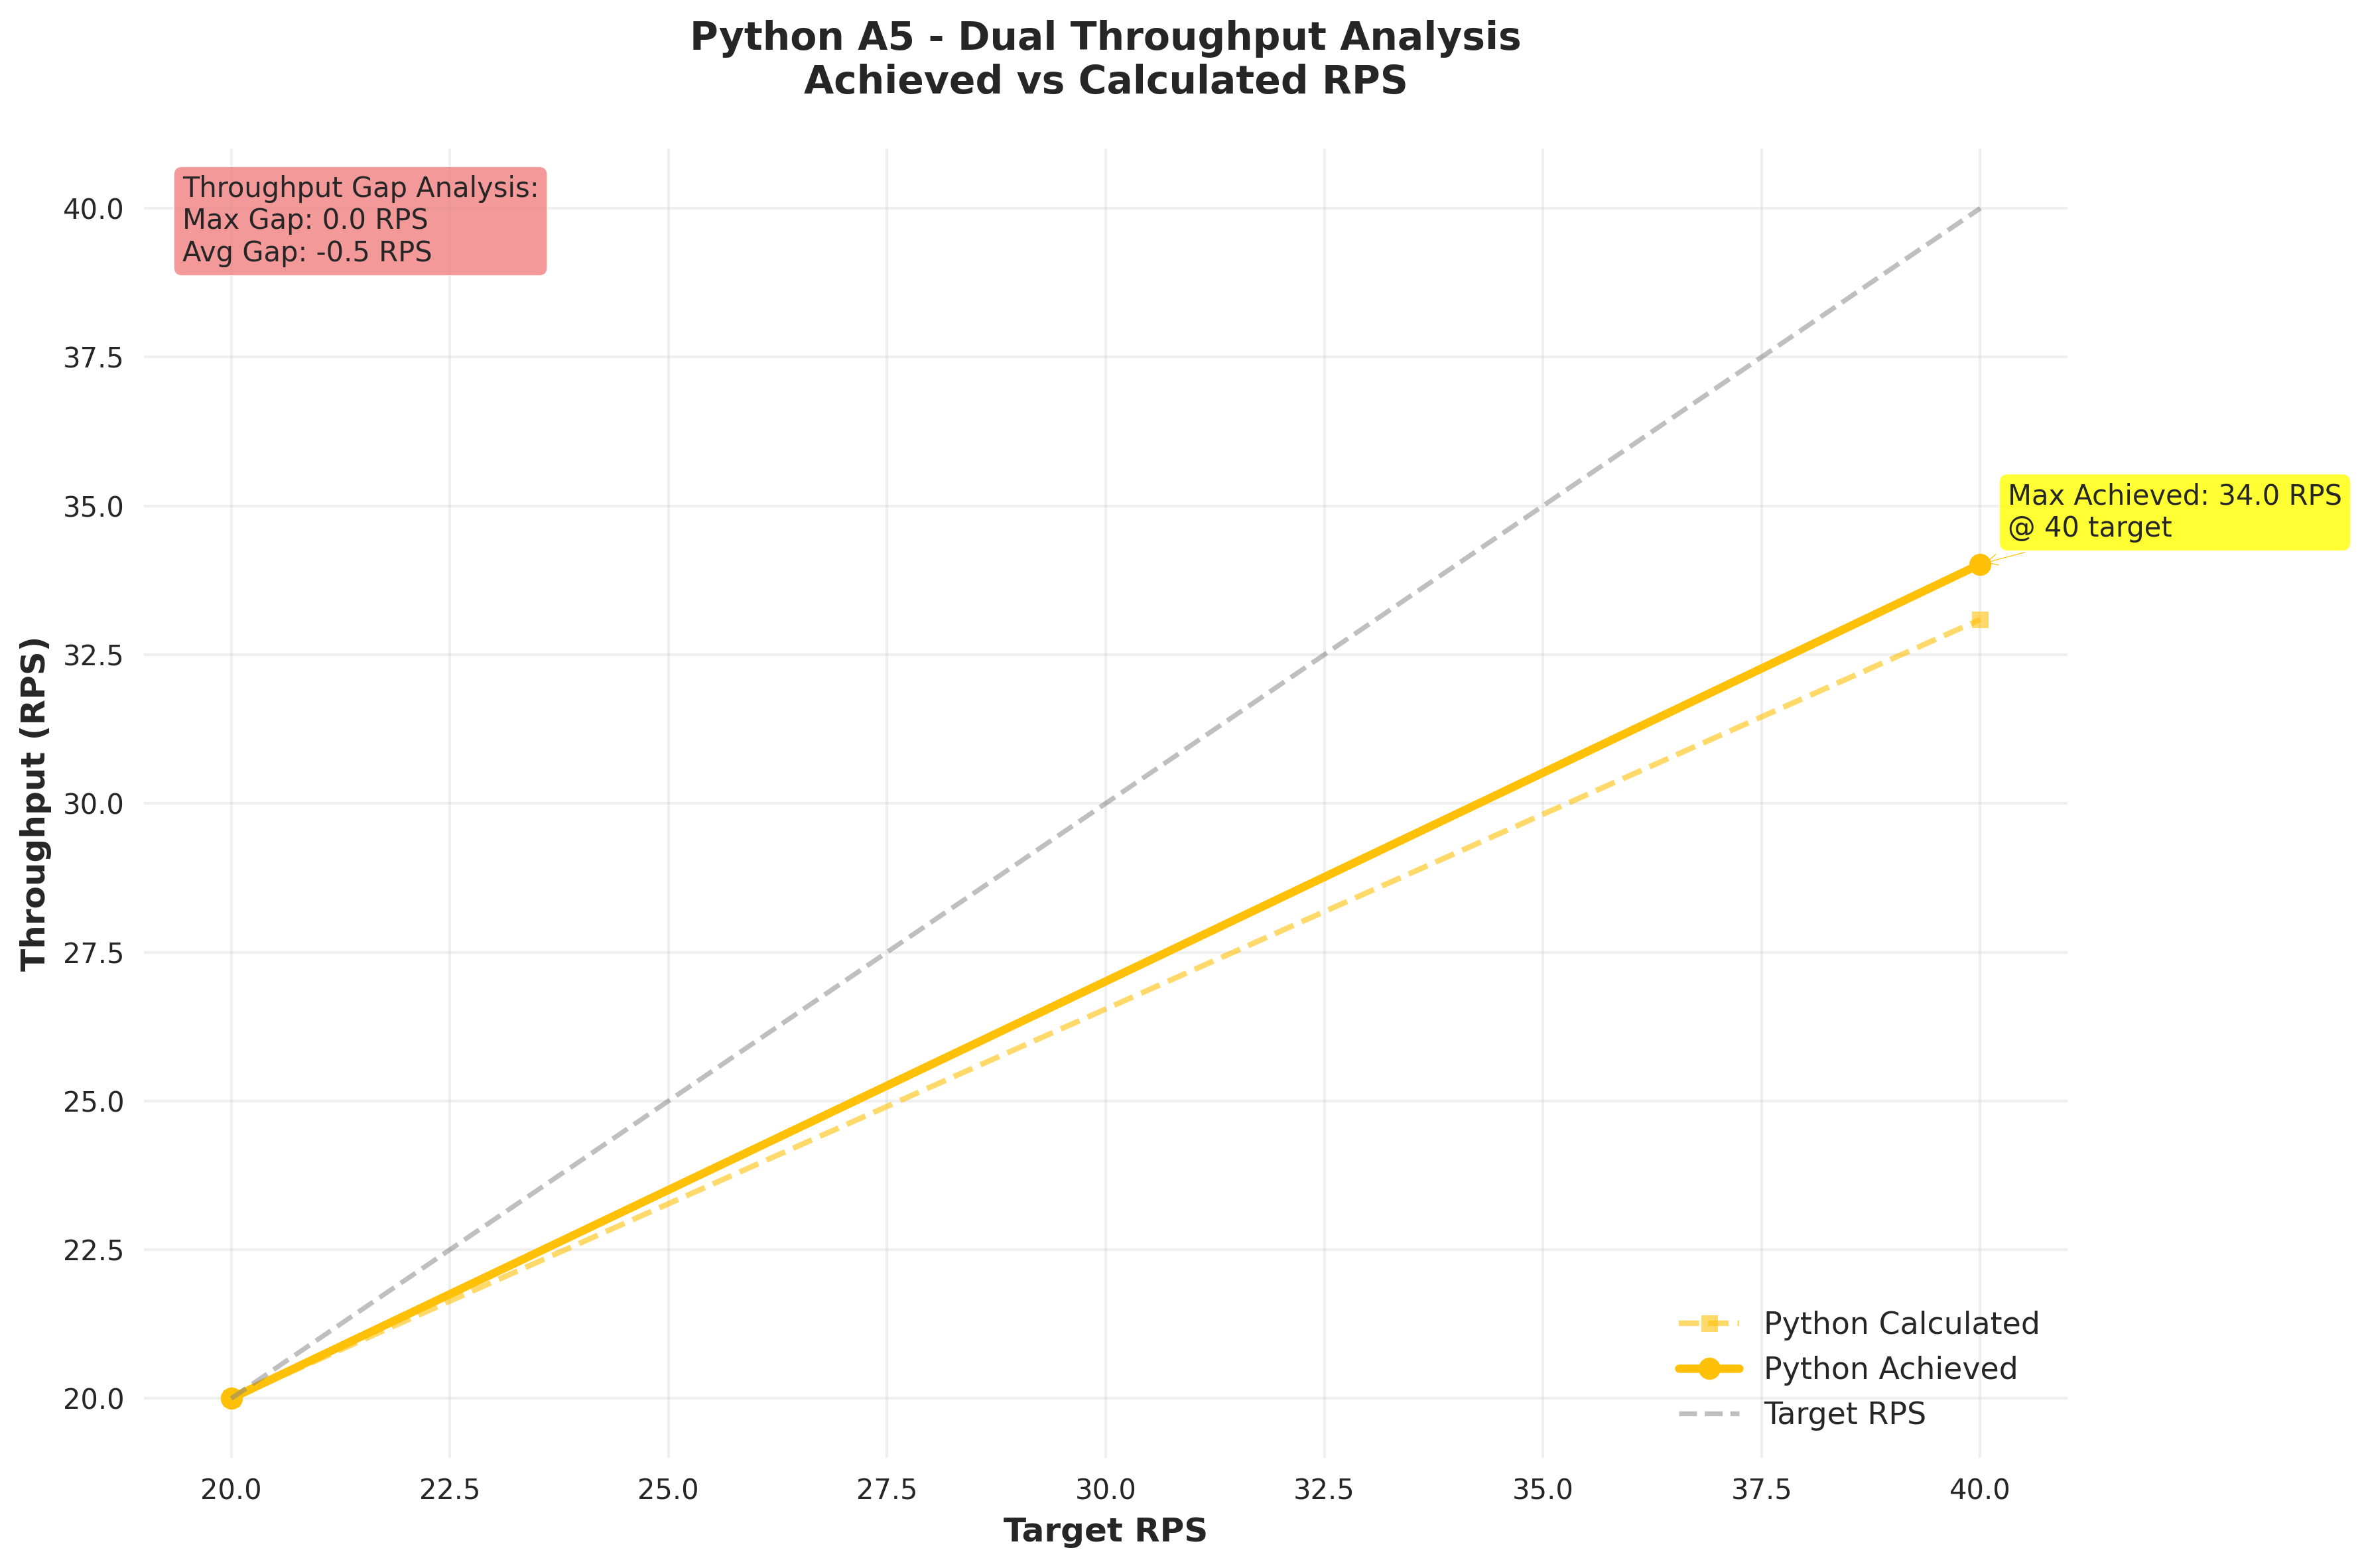 Python A5 - Dual Throughput Analysis
Achieved vs Calculated RPS
Throughput Gap Analysis:
Max Gap: 0.0 RPS
Avg Gap: -0.5 RPS
Max Achieved: 34.0 RPS
@ 40 target
Throughput (RPS)
40.0
37.5
35.0
32.5
30.0
27.5
25.0
22.5
20.0
Python Calculated
Python Achieved
Target RPS
20.0 22.5 25.0 27.5 30.0 32.5 35.0 37.5 40.0
Target RPS